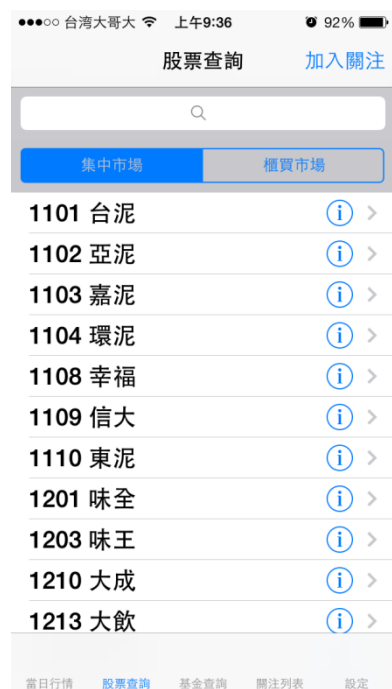 台湾大哥大 上午9:36 92%
股票查詢 加入關注
集中市場 櫃買市場
1101 台泥
1102 亞泥
1103 嘉泥
1104 環泥
1108 幸福
1109 信大
1110 東泥
1201 味全
1203 味王
1210 大成
1213 大飲
當日行情 股票查詢 基金查詢 關注列表 設定